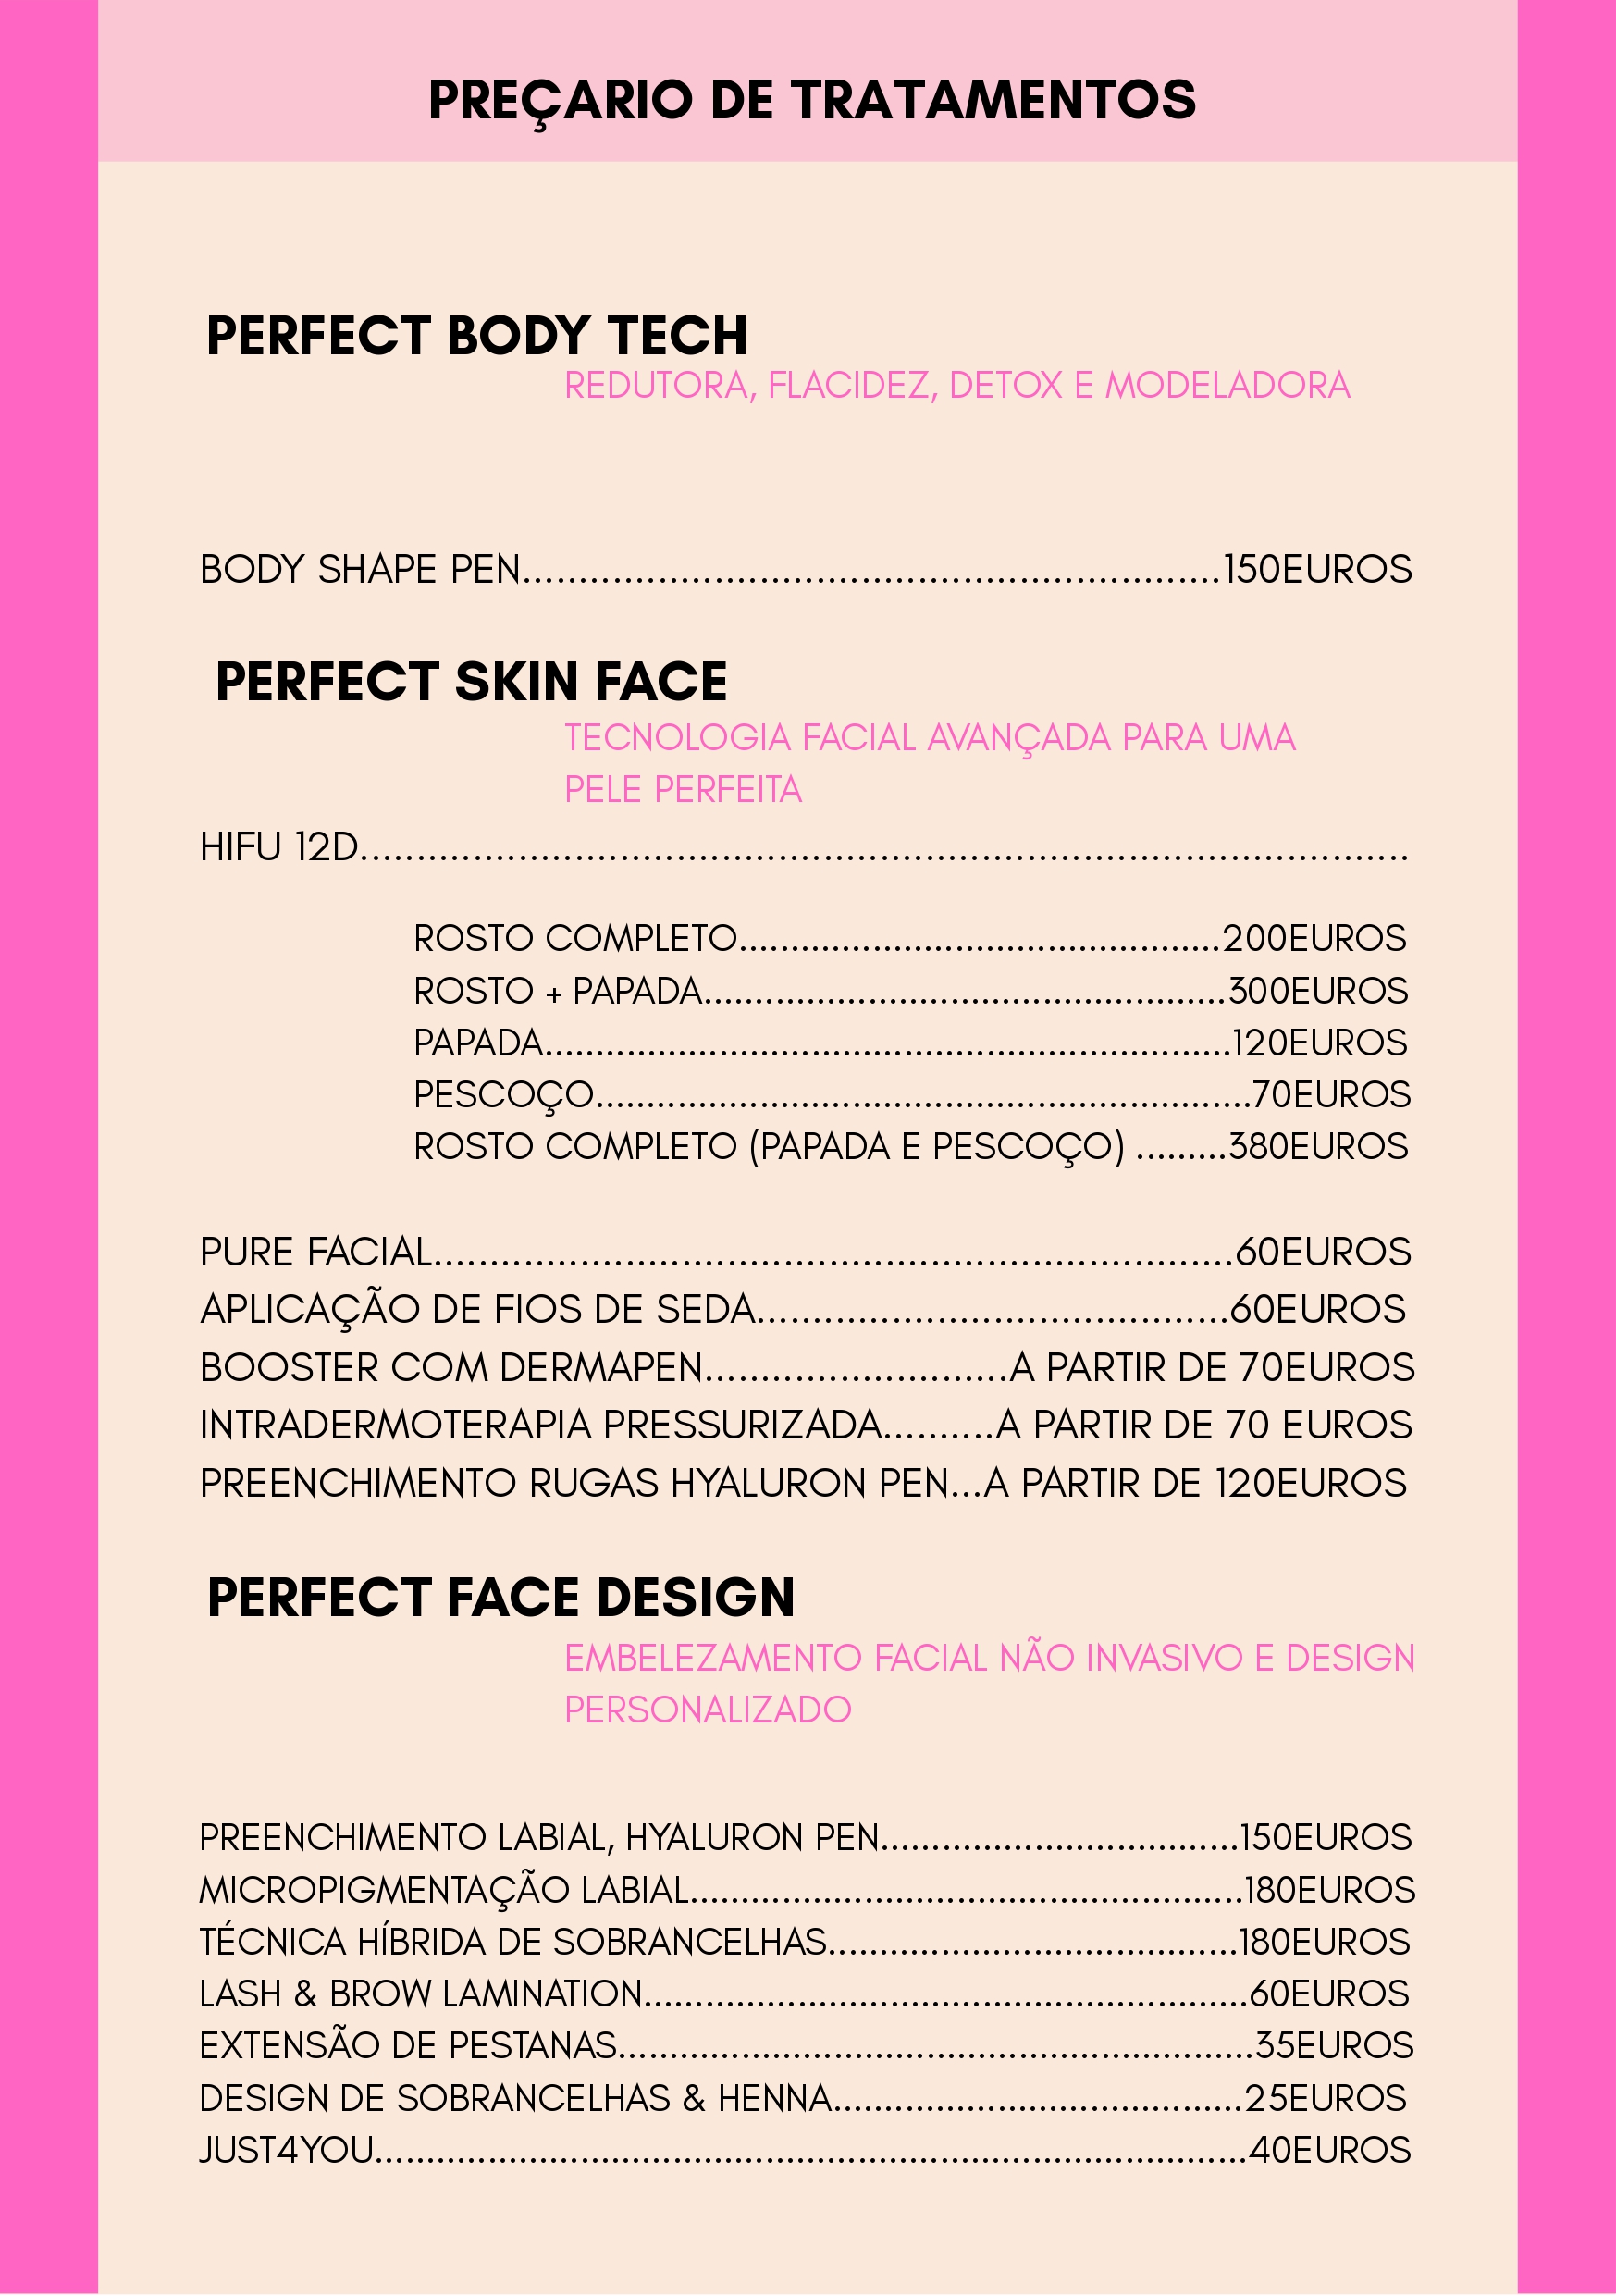 PREÇARIO DE TRATAMENTOS
PERFECT BODY TECH
REDUTORA, FLACIDEZ, DETOX E MODELADORA
BODY SHAPE PEN..............................................................150EUROS
PERFECT SKIN FACE
TECNOLOGIA FACIAL AVANÇADA PARA UMA
PELE PERFEITA
HIFU 12D.............................................................................................
ROSTO COMPLETO...............................................200EUROS
ROSTO + PAPADA...................................................300EUROS
PAPADA...................................................................120EUROS
PESCOÇO................................................................70EUROS
ROSTO COMPLETO (PAPADA E PESCOÇO) .........380EUROS
PURE FACIAL.......................................................................60EUROS
APLICAÇÃO DE FIOS DE SEDA..........................................60EUROS
BOOSTER COM DERMAPEN...........................A PARTIR DE 70EUROS
INTRADERMOTERAPIA PRESSURIZADA..........A PARTIR DE 70 EUROS
PREENCHIMENTO RUGAS HYALURON PEN...A PARTIR DE 120EUROS
PERFECT FACE DESIGN
EMBELEZAMENTO FACIAL NÃO INVASIVO E DESIGN
PERSONALIZADO
PREENCHIMENTO LABIAL, HYALURON PEN...................................150EUROS
MICROPIGMENTAÇÃO LABIAL......................................................180EUROS
TÉCNICA HÍBRIDA DE SOBRANCELHAS........................................180EUROS
LASH & BROW LAMINATION...........................................................60EUROS
EXTENSÃO DE PESTANAS..............................................................35EUROS
DESIGN DE SOBRANCELHAS & HENNA........................................25EUROS
JUST4YOU.....................................................................................40EUROS